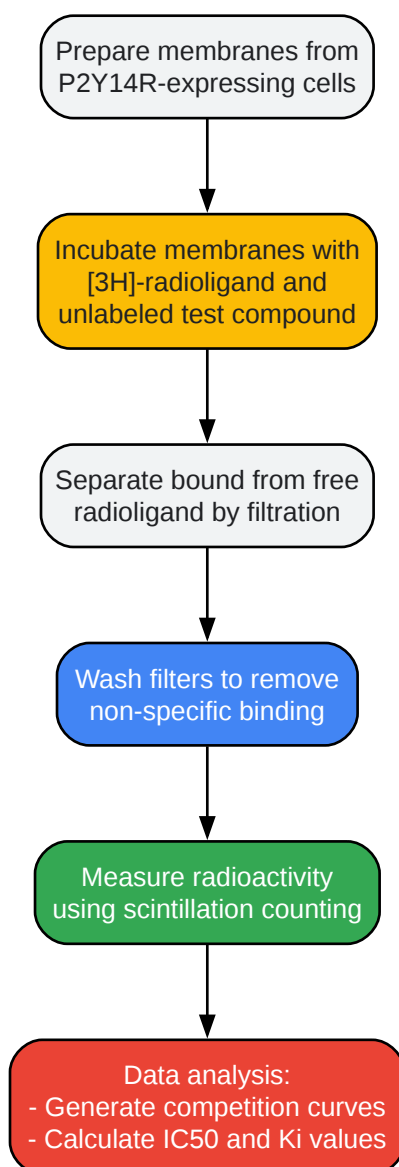 Prepare membranes from
P2Y14R-expressing cells
Incubate membranes with
[3H]-radioligand and
unlabeled test compound
Separate bound from free
radioligand by filtration
Wash filters to remove
non-specific binding
Measure radioactivity
using scintillation counting
Data analysis:
- Generate competition curves
- Calculate IC50 and Ki values